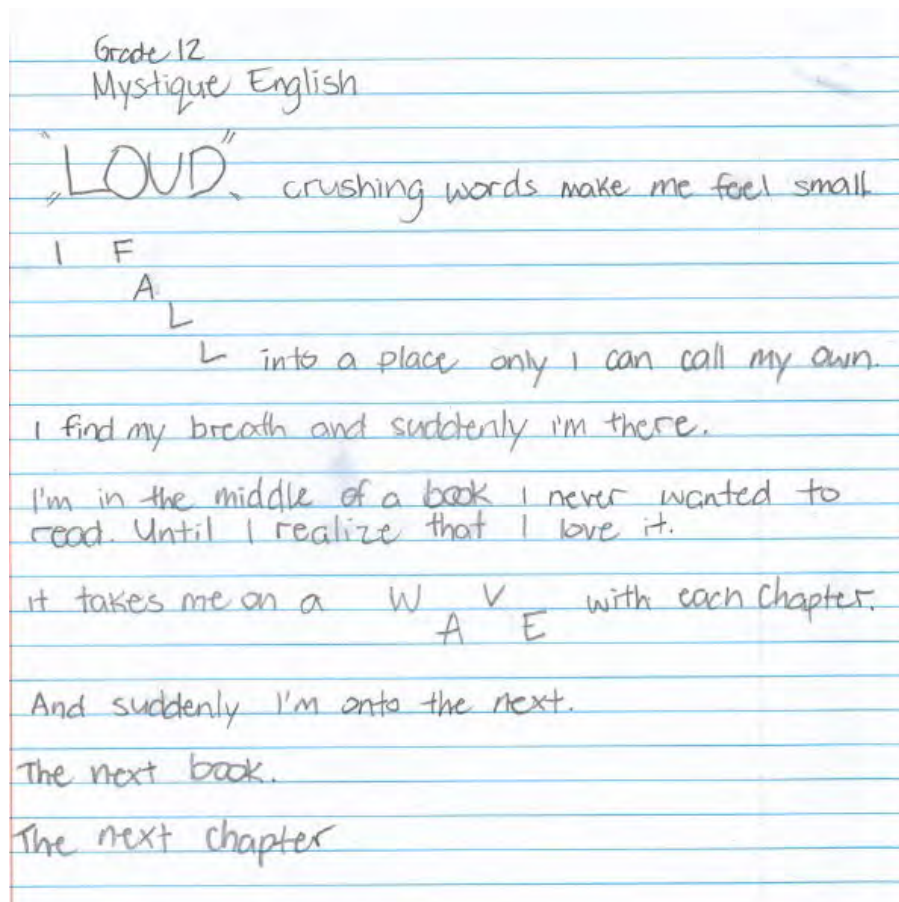 Grade 12
Mystique English
"LOUD" crushing words make me feel small
I F
A
L
L into a place only I can call my own.
I find my breath and suddenly i'm there.
I'm in the middle of a book I never wanted to
read. Until I realize that I love it.
it takes me on a W A V E with each chapter.
And suddenly I'm onto the next.
The next book.
The next chapter